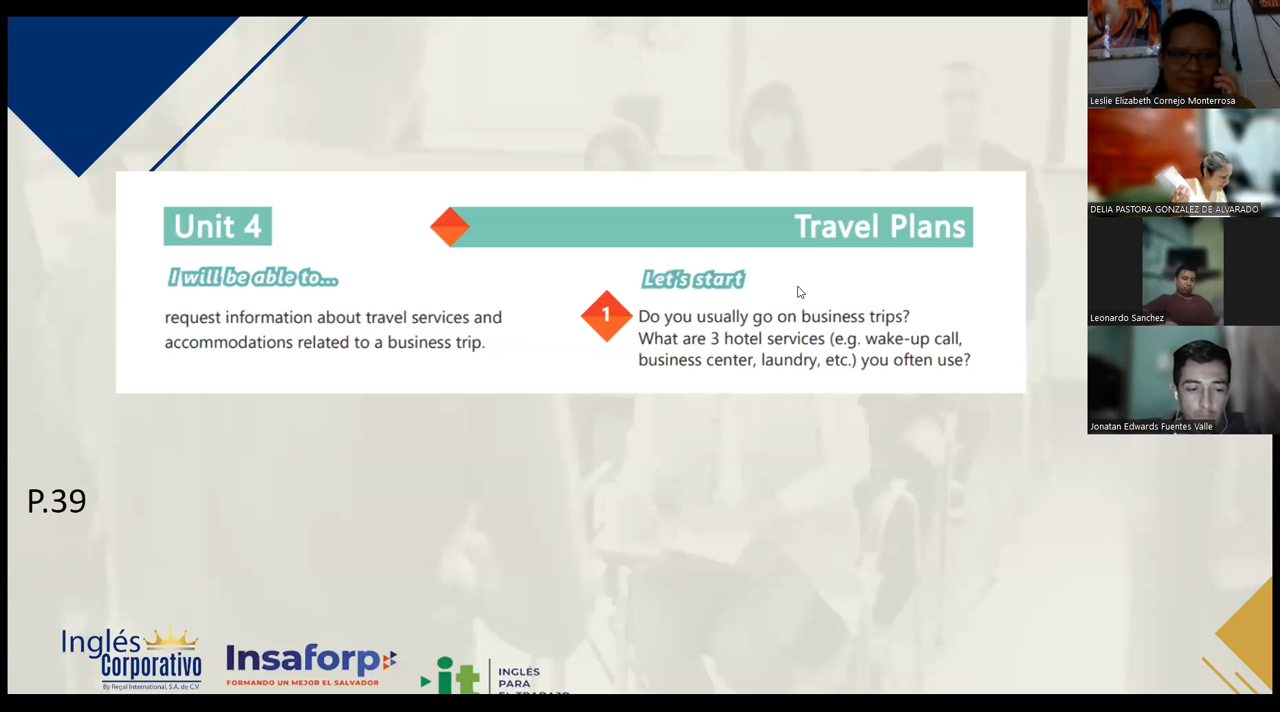 Unit 4
Travel Plans
I will be able to...
request information about travel services and
accommodations related to a business trip.
Let's start
1
Do you usually go on business trips?
What are 3 hotel services (e.g. wake-up call,
business center, laundry, etc.) you often use?
P.39
Inglés
Corporativo
By Regal International, S.A. de C.V.
Insaforp
FORMANDO UN MEJOR EL SALVADOR
it
INGLÉS
PARA
EL TRABAJO
Leslie Elizabeth Cornejo Monterrosa
DELIA PASTORA GONZALEZ DE ALVARADO
Leonardo Sanchez
Jonatan Edwards Fuentes Valle